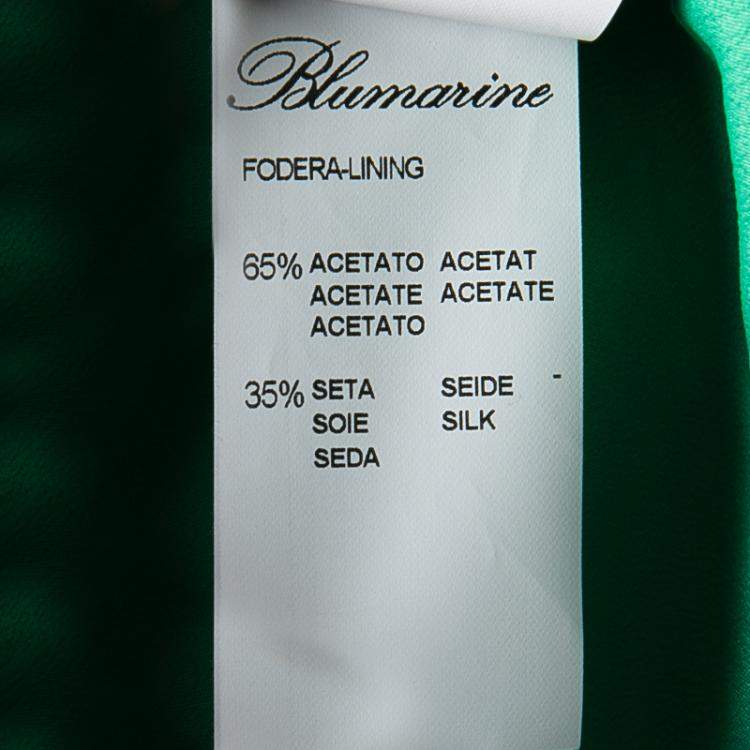 Blumarine
FODERA-LINING
65% ACETATO ACETAT
ACETATE ACETATE
ACETATO
35% SETA SEIDE -
SOIE SILK
SEDA